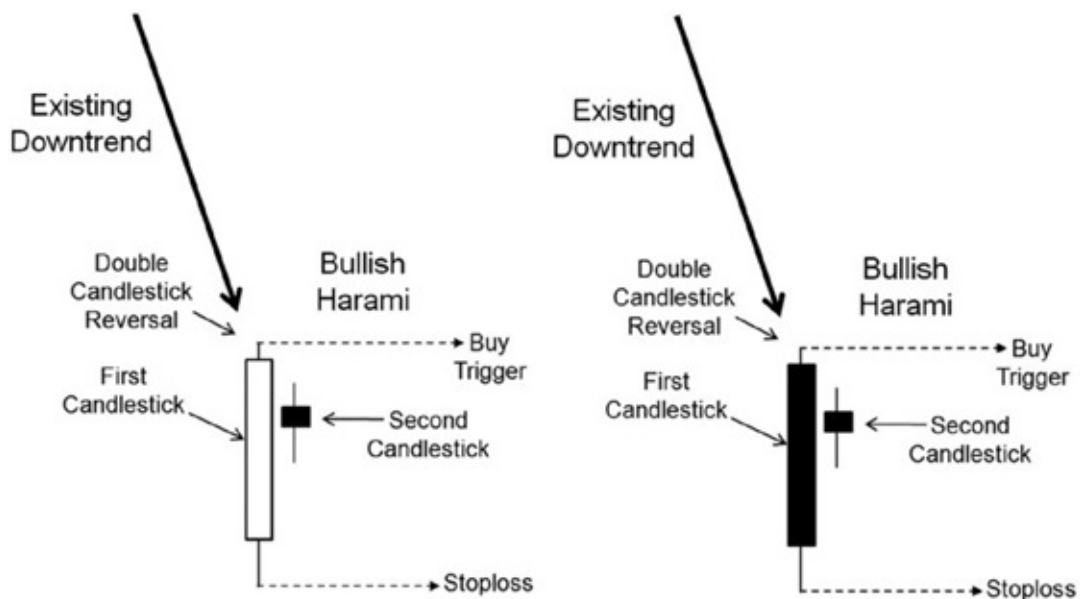 Existing
Downtrend
Double
Candlestick
Reversal
Bullish
Harami
Buy
Trigger
First
Candlestick
Second
Candlestick
Stoploss
Existing
Downtrend
Double
Candlestick
Reversal
Bullish
Harami
Buy
Trigger
First
Candlestick
Second
Candlestick
Stoploss